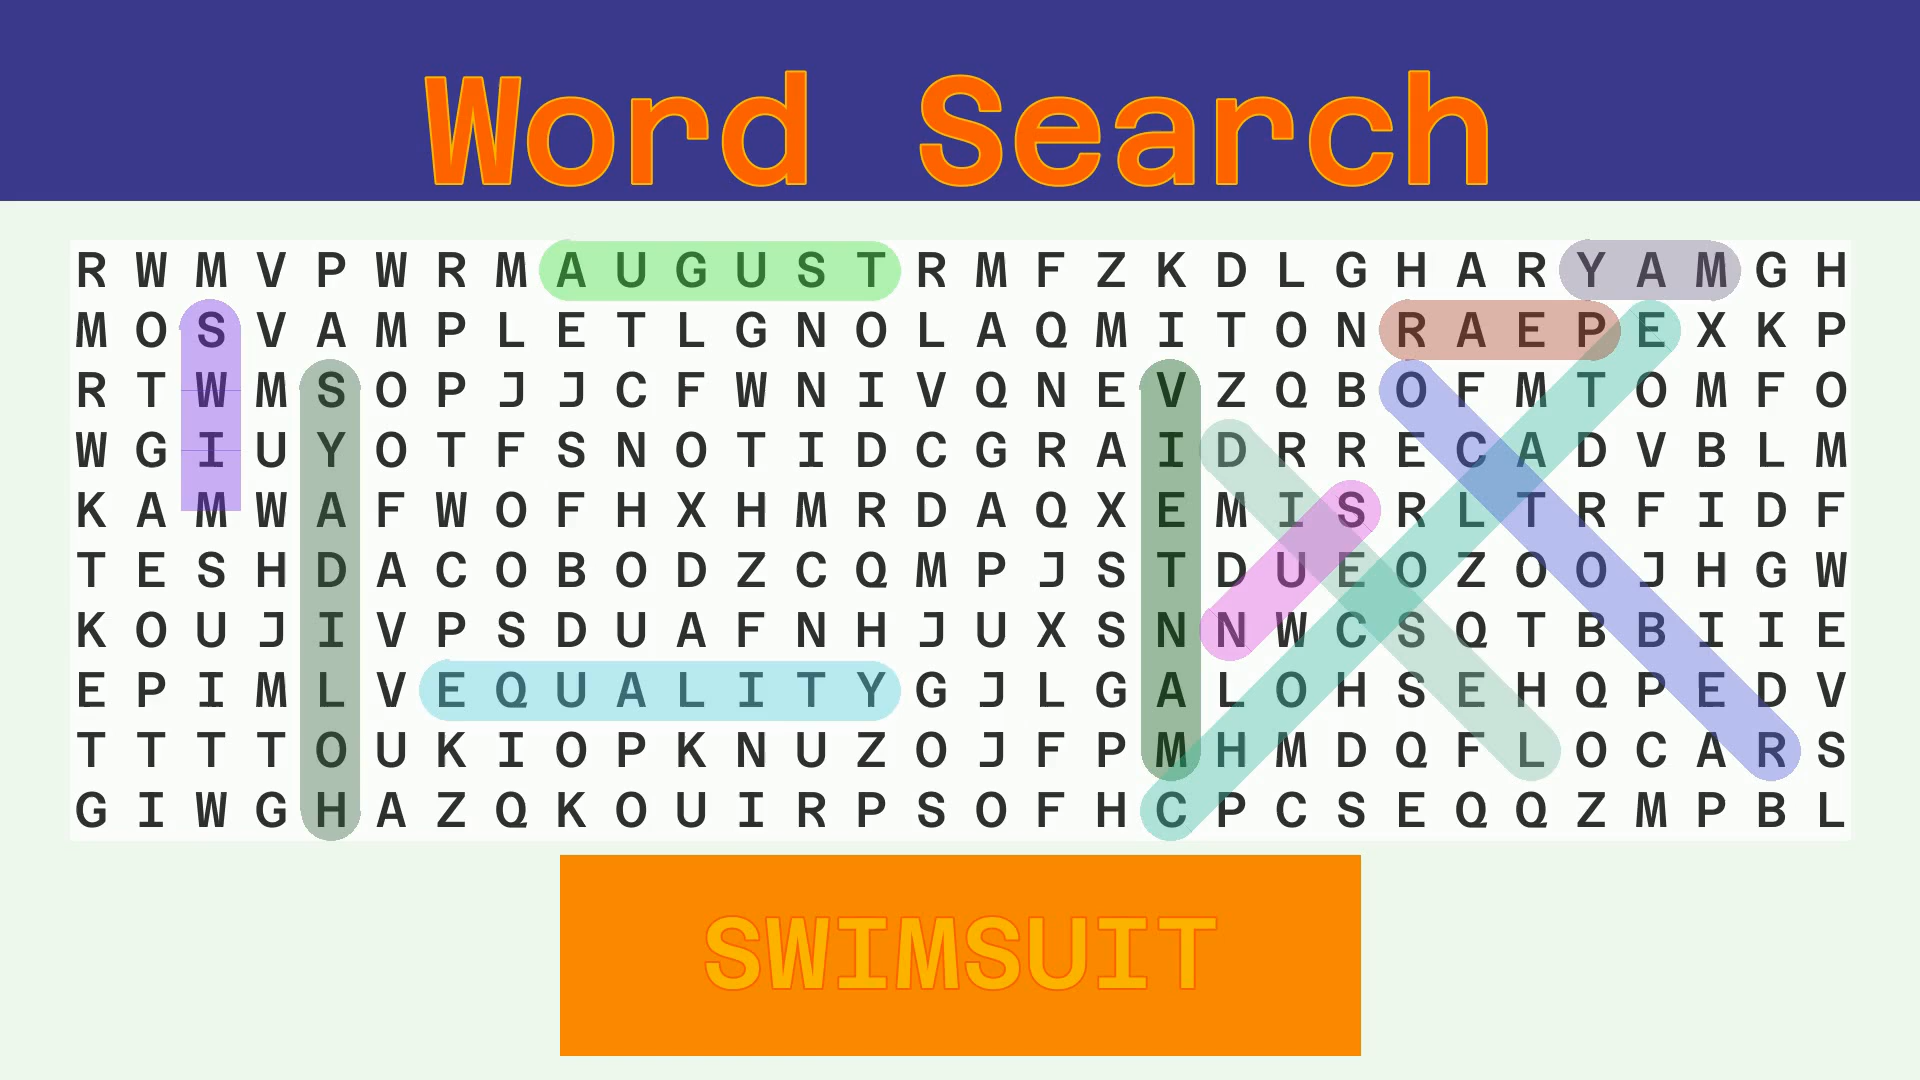 Word Search
R W M V P W R M A U G U S T R M F Z K D L G H A R Y A M G H
M O S V A M P L E T L G N O L A Q M I T O N R A E P E X K P
R T W M S O P J J C F W N I V Q N E V Z Q B O F M T O M F O
W G I U Y O T F S N O T I D C G R A I D R R E C A D V B L M
K A M W A F W O F H X H M R D A Q X E M I S R L T R F I D F
T E S H D A C O B O D Z C Q M P J S T D U E O Z O O J H G W
K O U J I V P S D U A F N H J U X S N N W C S Q T B B I I E
E P I M L V E Q U A L I T Y G J L G A L O H S E H Q P E D V
T T T T O U K I O P K N U Z O J F P M H M D Q F L O C A R S
G I W G H A Z Q K O U I R P S O F H C P C S E Q Q Z M P B L
SWIMSUIT